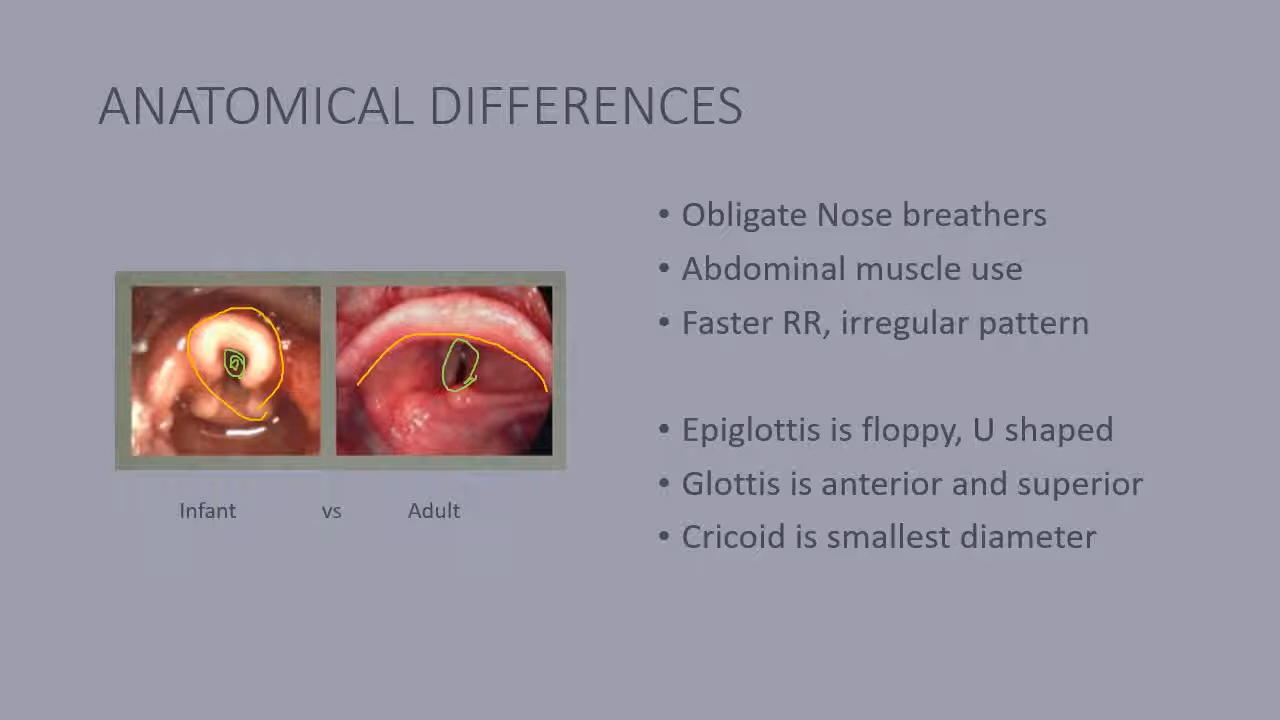 ANATOMICAL DIFFERENCES
• Obligate Nose breathers
• Abdominal muscle use
• Faster RR, irregular pattern
• Epiglottis is floppy, U shaped
• Glottis is anterior and superior
• Cricoid is smallest diameter
Infant vs Adult